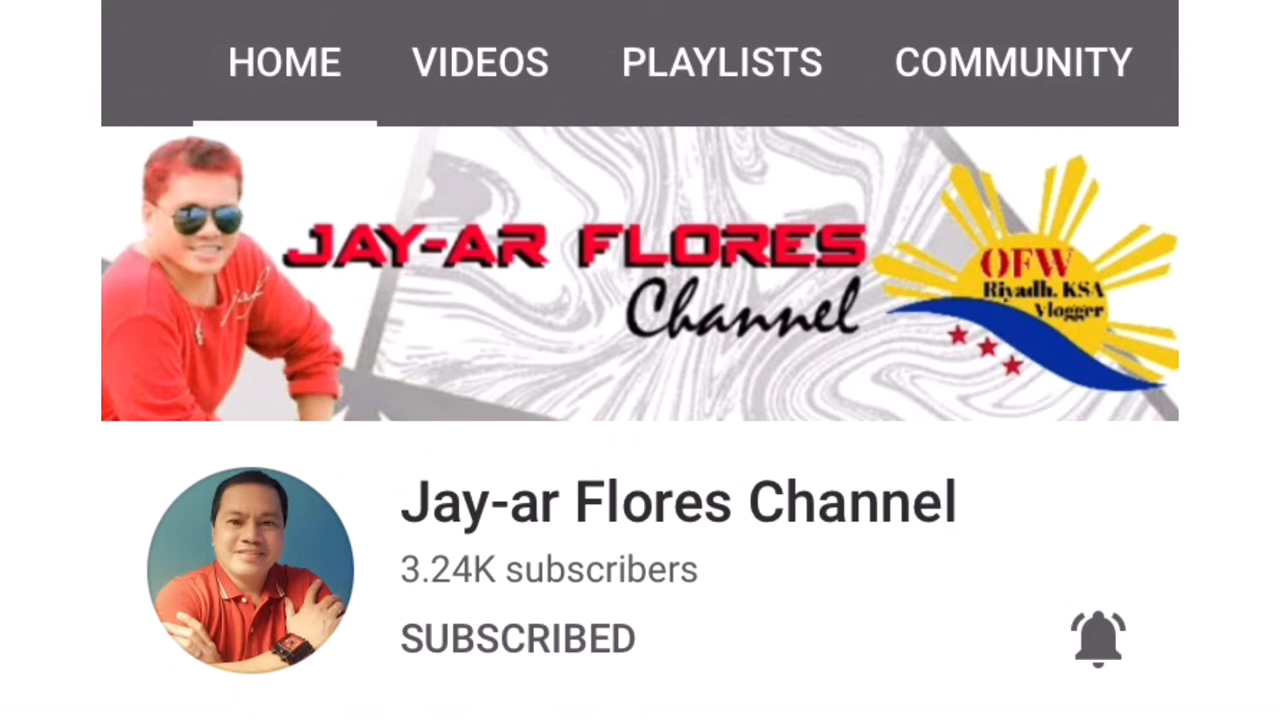 HOME VIDEOS PLAYLISTS COMMUNITY
JAY-AR FLORES
Channel
OFW
Riyadh. KSA
Vlogger
jaf
Jay-ar Flores Channel
3.24K subscribers
SUBSCRIBED